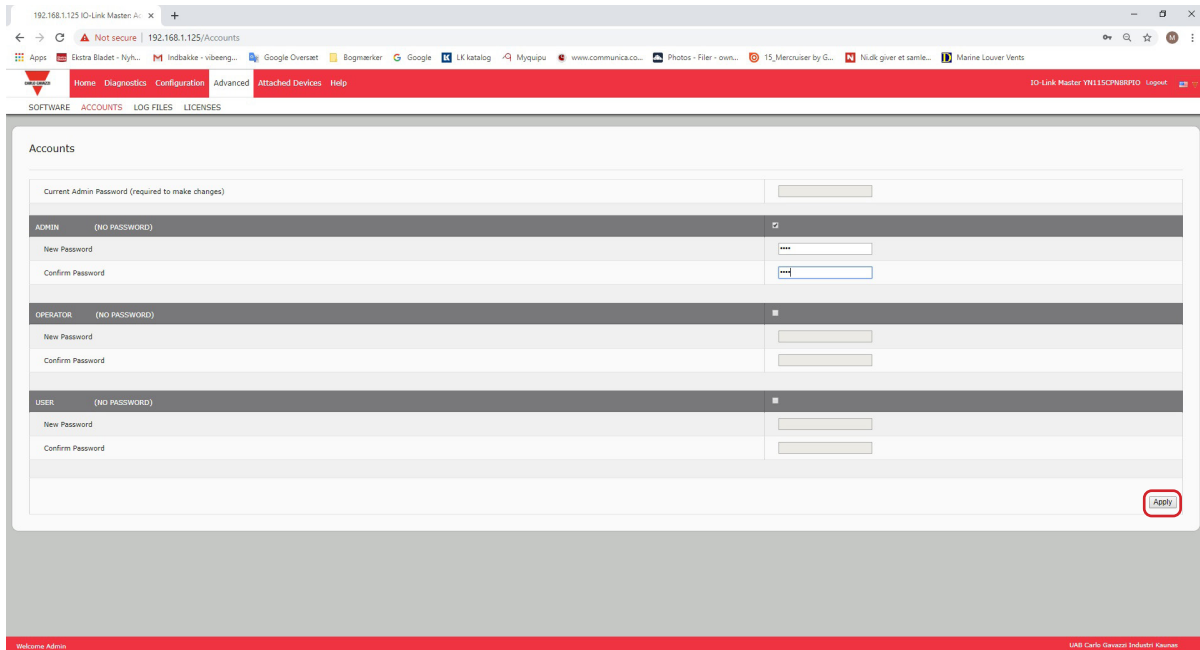 192.168.1.125 IO-Link Master: Ac
Not secure | 192.168.1.125/Accounts
Apps Ekstra Bladet - Nyh... Indbakke - vibeeng... Google Oversæt Bogmærker Google LK katalog Myquipu www.communica.co... Photos - Filer - own... 15_Mercruiser by G... Ni.dk giver et samle... Marine Louver Vents
CARLO GAVAZZI Home Diagnostics Configuration Advanced Attached Devices Help IO-Link Master YN115CPN8RPIO Logout
SOFTWARE ACCOUNTS LOG FILES LICENSES
Accounts
Current Admin Password (required to make changes)
ADMIN (NO PASSWORD)
New Password ••••
Confirm Password ••••
OPERATOR (NO PASSWORD)
New Password
Confirm Password
USER (NO PASSWORD)
New Password
Confirm Password
Apply
Welcome Admin UAB Carlo Gavazzi Industri Kaunas